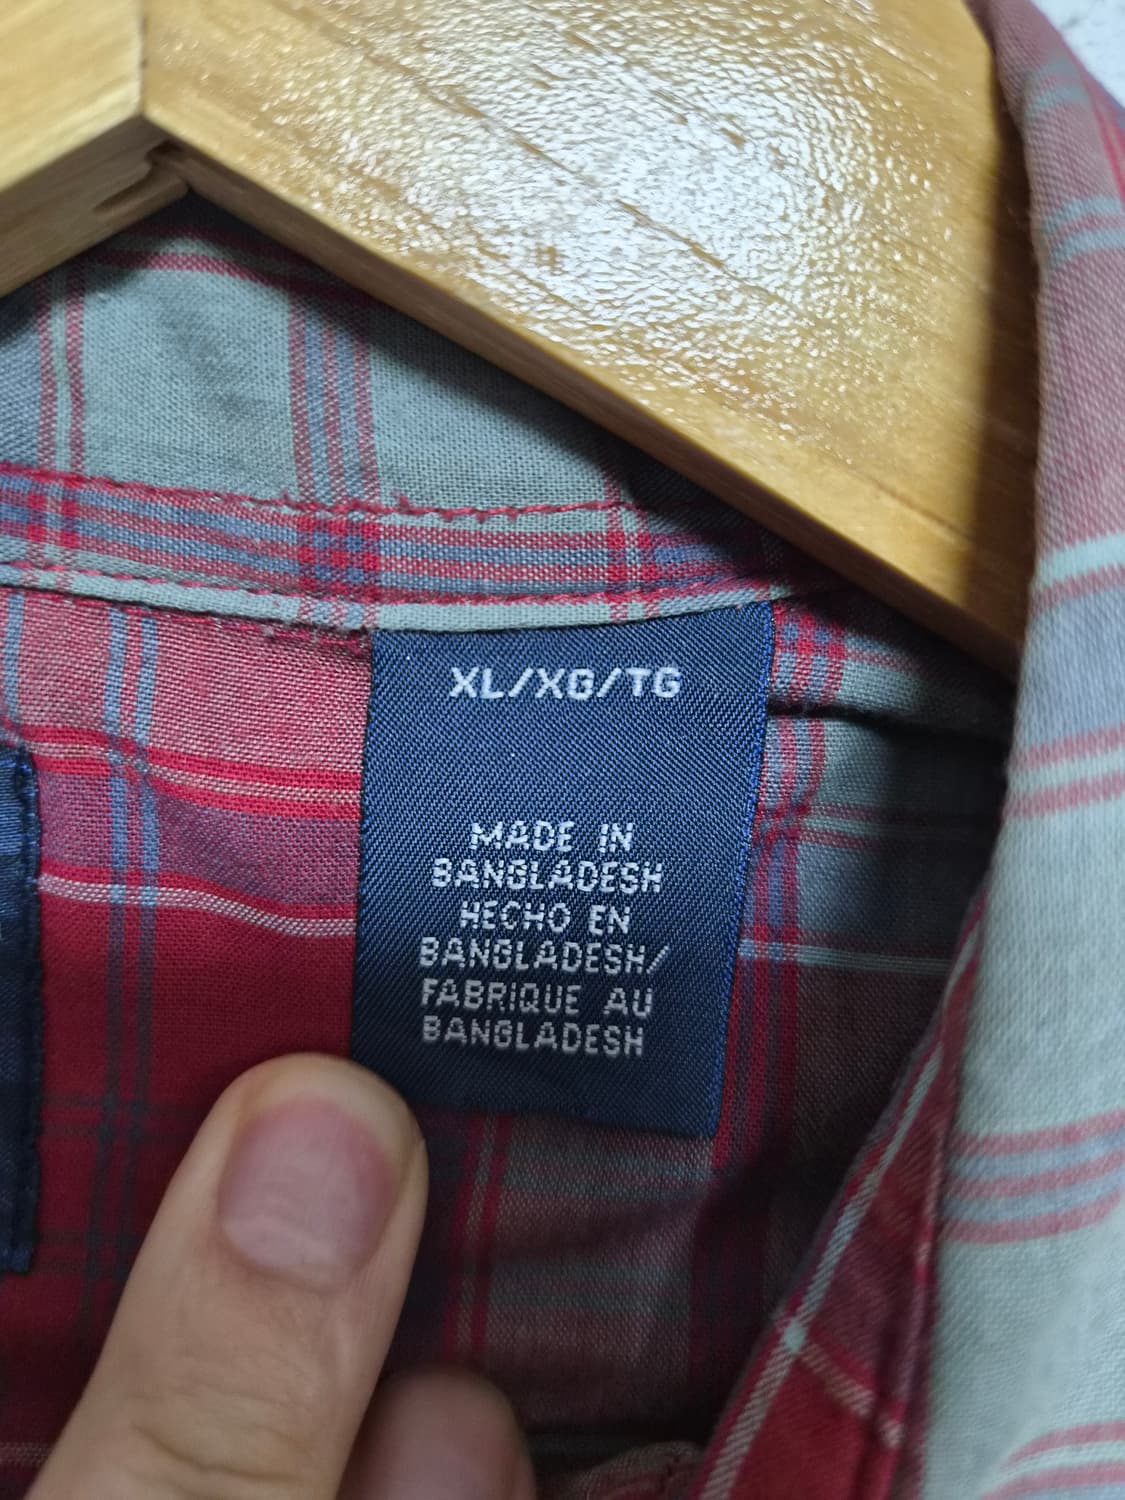 XL/XG/TG
MADE IN
BANGLADESH
HECHO EN
BANGLADESH/
FABRIQUE AU
BANGLADESH